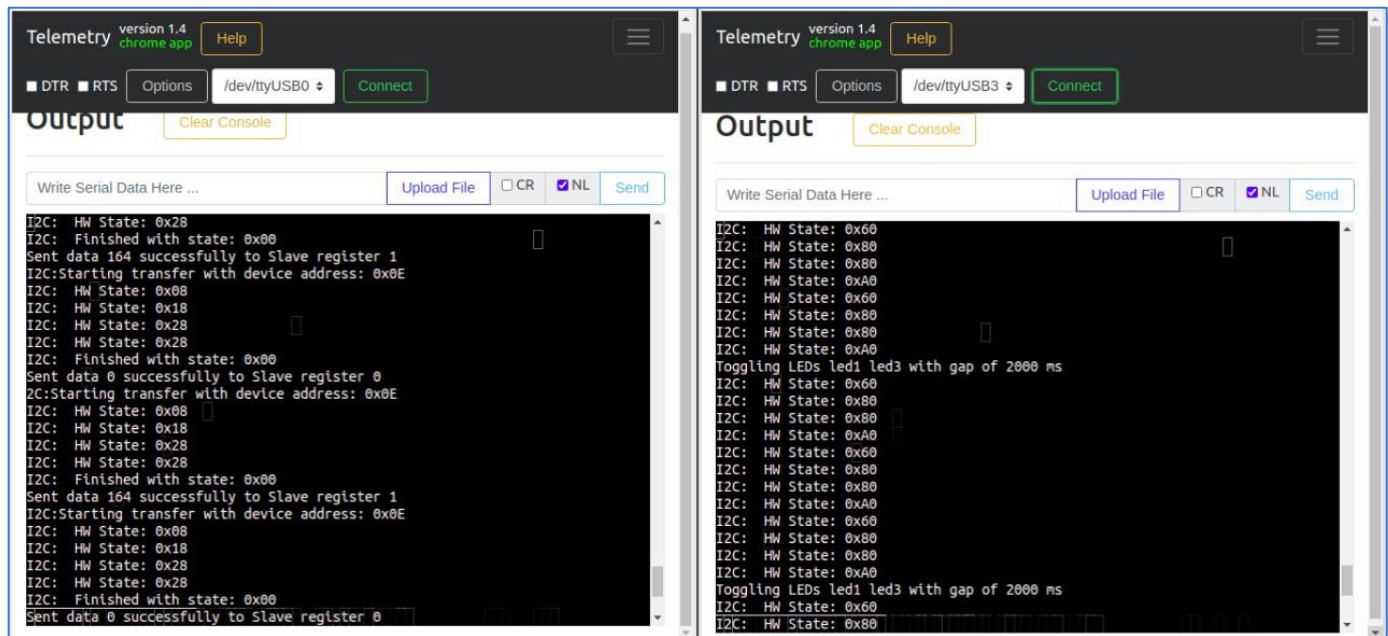 Telemetry version 1.4
chrome app
Help
DTR RTS Options /dev/ttyUSB0 Connect
Output Clear Console
Write Serial Data Here ... Upload File CR NL Send
I2C: HW State: 0x28
I2C: Finished with state: 0x00
Sent data 164 successfully to Slave register 1
I2C:Starting transfer with device address: 0x0E
I2C: HW State: 0x08
I2C: HW State: 0x18
I2C: HW State: 0x28
I2C: HW State: 0x28
I2C: Finished with state: 0x00
Sent data 0 successfully to Slave register 0
2C:Starting transfer with device address: 0x0E
I2C: HW State: 0x08
I2C: HW State: 0x18
I2C: HW State: 0x28
I2C: HW State: 0x28
I2C: Finished with state: 0x00
Sent data 164 successfully to Slave register 1
I2C:Starting transfer with device address: 0x0E
I2C: HW State: 0x08
I2C: HW State: 0x18
I2C: HW State: 0x28
I2C: HW State: 0x28
I2C: Finished with state: 0x00
Sent data 0 successfully to Slave register 0
Telemetry version 1.4
chrome app
Help
DTR RTS Options /dev/ttyUSB3 Connect
Output Clear Console
Write Serial Data Here ... Upload File CR NL Send
I2C: HW State: 0x60
I2C: HW State: 0x80
I2C: HW State: 0x80
I2C: HW State: 0xA0
I2C: HW State: 0x60
I2C: HW State: 0x80
I2C: HW State: 0x80
I2C: HW State: 0xA0
Toggling LEDs led1 led3 with gap of 2000 ms
I2C: HW State: 0x60
I2C: HW State: 0x80
I2C: HW State: 0x80
I2C: HW State: 0xA0
I2C: HW State: 0x60
I2C: HW State: 0x80
I2C: HW State: 0x80
I2C: HW State: 0xA0
I2C: HW State: 0x60
I2C: HW State: 0x80
I2C: HW State: 0x80
I2C: HW State: 0xA0
Toggling LEDs led1 led3 with gap of 2000 ms
I2C: HW State: 0x60
I2C: HW State: 0x80